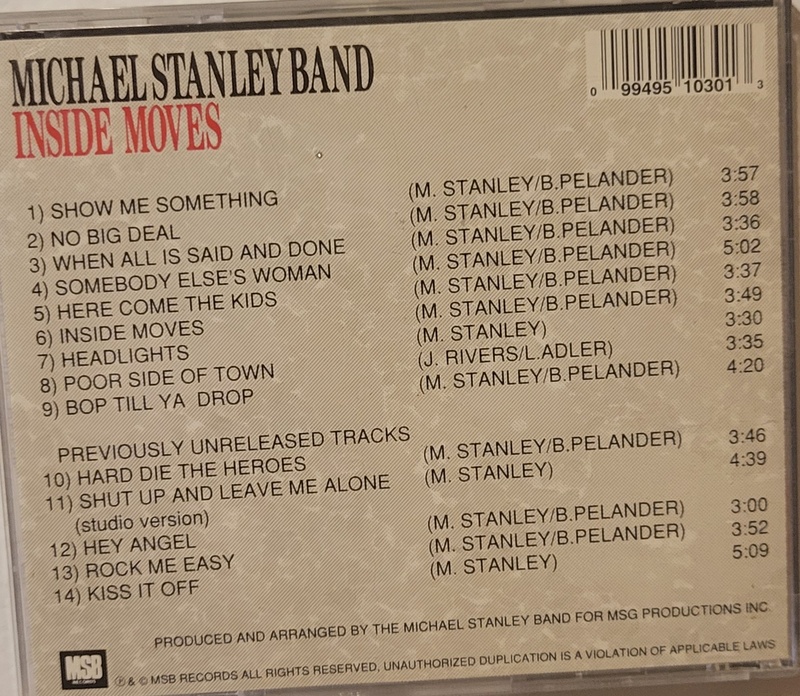 MICHAEL STANLEY BAND
INSIDE MOVES
0 99495 10301 3
1) SHOW ME SOMETHING (M. STANLEY/B.PELANDER) 3:57
2) NO BIG DEAL (M. STANLEY/B.PELANDER) 3:58
3) WHEN ALL IS SAID AND DONE (M. STANLEY/B.PELANDER) 3:36
4) SOMEBODY ELSE'S WOMAN (M. STANLEY/B.PELANDER) 5:02
5) HERE COME THE KIDS (M. STANLEY/B.PELANDER) 3:37
6) INSIDE MOVES (M. STANLEY/B.PELANDER) 3:49
7) HEADLIGHTS (M. STANLEY) 3:30
8) POOR SIDE OF TOWN (J. RIVERS/L.ADLER) 3:35
9) BOP TILL YA DROP (M. STANLEY/B.PELANDER) 4:20
PREVIOUSLY UNRELEASED TRACKS
10) HARD DIE THE HEROES (M. STANLEY/B.PELANDER) 3:46
11) SHUT UP AND LEAVE ME ALONE (M. STANLEY) 4:39
(studio version)
12) HEY ANGEL (M. STANLEY/B.PELANDER) 3:00
13) ROCK ME EASY (M. STANLEY/B.PELANDER) 3:52
14) KISS IT OFF (M. STANLEY) 5:09
PRODUCED AND ARRANGED BY THE MICHAEL STANLEY BAND FOR MSG PRODUCTIONS INC.
MSB
℗ & © MSB RECORDS ALL RIGHTS RESERVED, UNAUTHORIZED DUPLICATION IS A VIOLATION OF APPLICABLE LAWS